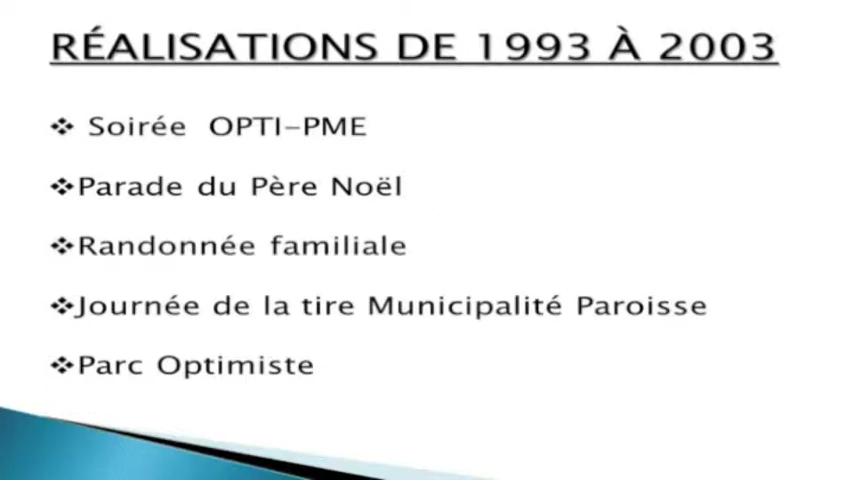 RÉALISATIONS DE 1993 À 2003
❖ Soirée OPTI-PME
❖Parade du Père Noël
❖Randonnée familiale
❖Journée de la tire Municipalité Paroisse
❖Parc Optimiste